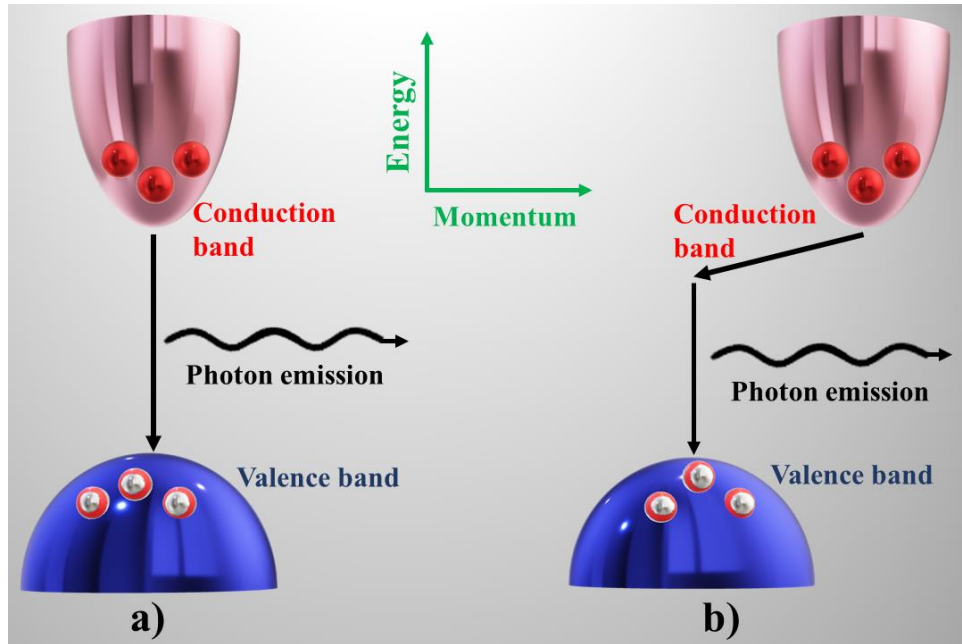 Energy
Momentum
Conduction
band
Conduction
band
Photon emission
Photon emission
Valence band
Valence band
a)
b)